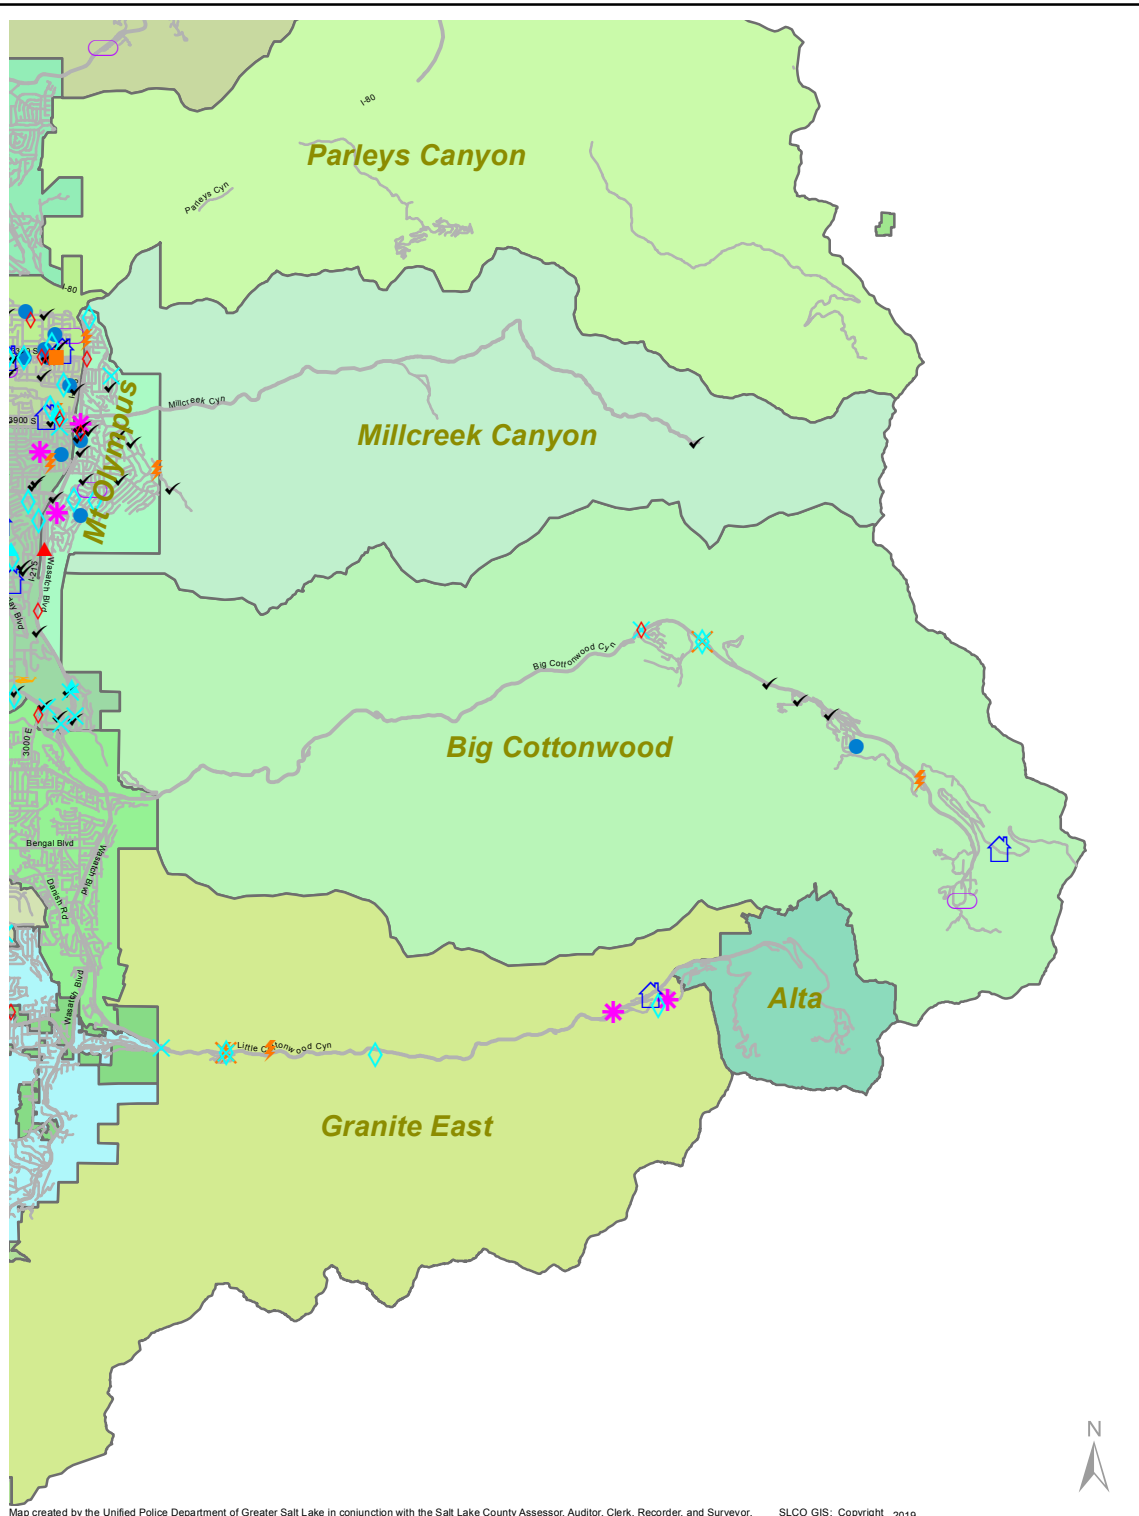 I-80
Parleys Canyon
Parleys Cyn
I-80
Millcreek Cyn
3900 S
Millcreek Canyon
Mt Olympus
I-215
Wasatch Blvd
Big Cottonwood Cyn
3000 E
Big Cottonwood
Bengal Blvd
Wasatch Blvd
Danish Rd
Wasatch Blvd
Alta
Little Cottonwood Cyn
Granite East
N
Map created by the Unified Police Department of Greater Salt Lake in conjunction with the Salt Lake County Assessor, Auditor, Clerk, Recorder, and Surveyor. SLCO GIS: Copyright 2019